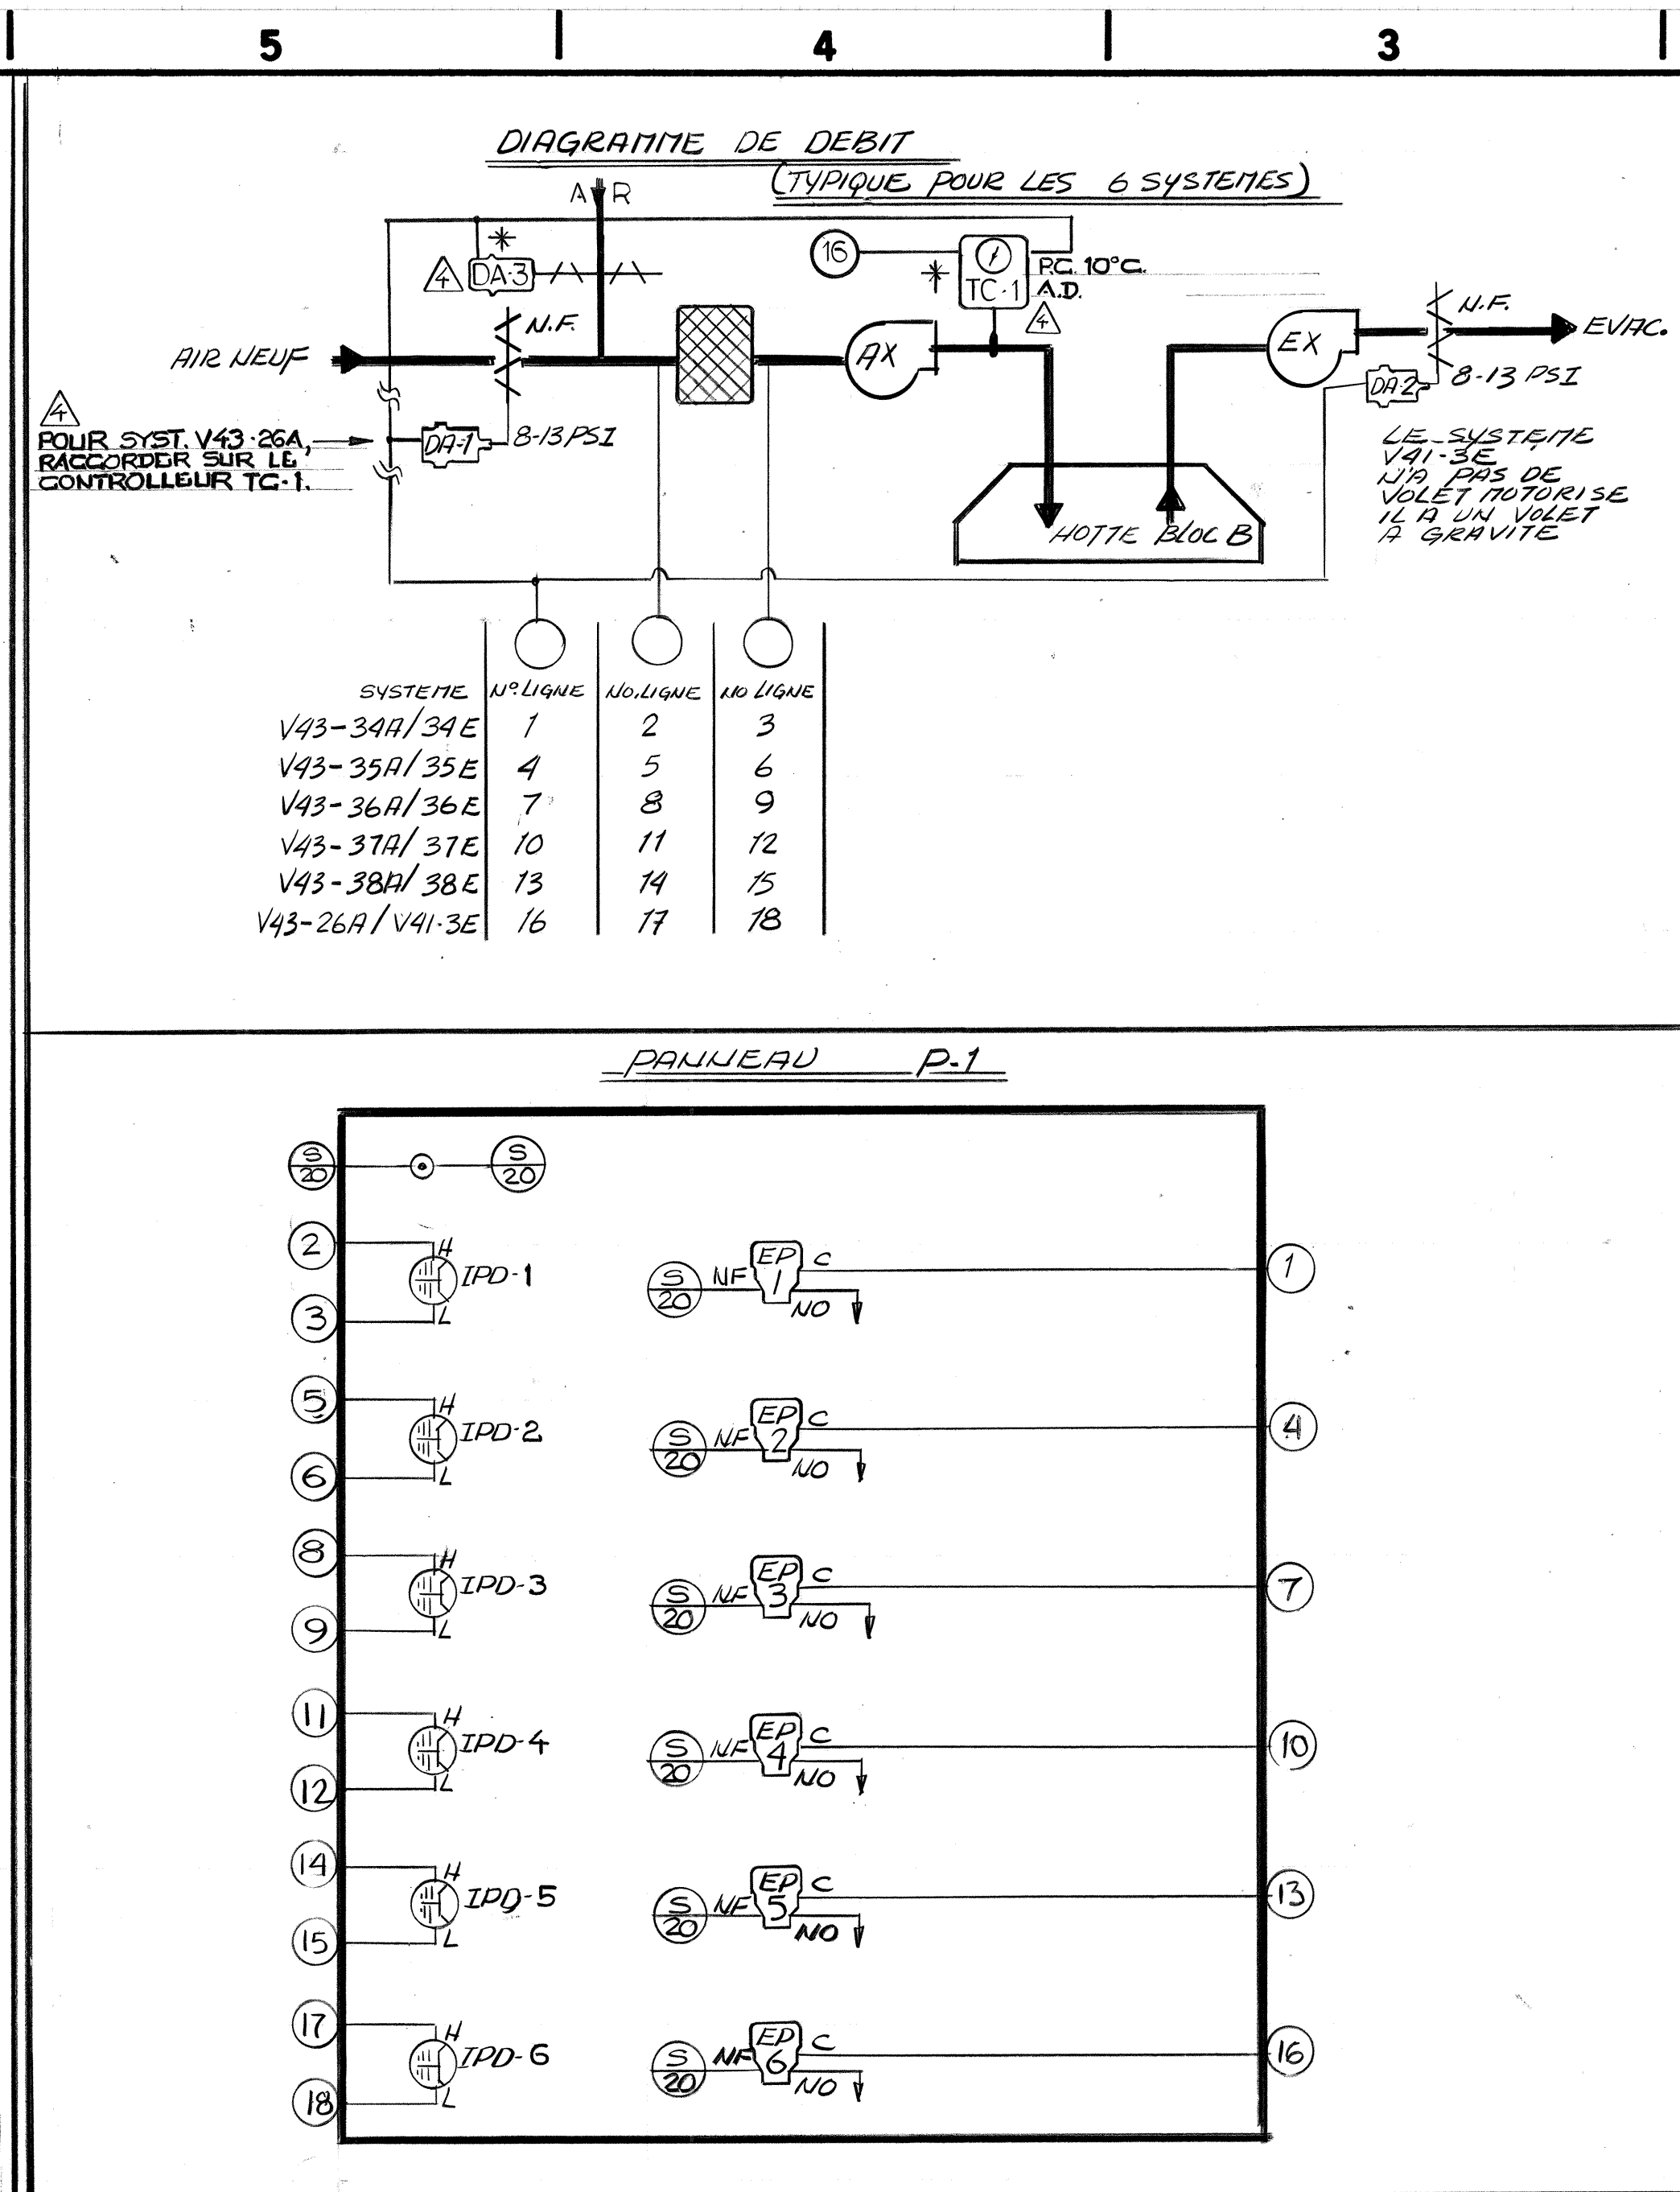 5 4 3
DIAGRAMME DE DEBIT
(TYPIQUE POUR LES 6 SYSTEMES)
A R
*
4
DA-3
16
*
TC-1
P.C. 10°C.
A.D.
4
N.F.
AIR NEUF
AX
EX
N.F.
EVAC.
DA-2
8-13 PSI
4
POUR SYST. V43-26A,
RACCORDER SUR LE
CONTROLLEUR TC-1.
DA-1
8-13 PSI
LE SYSTEME
V41-3E
N'A PAS DE
VOLET MOTORISE
IL A UN VOLET
A GRAVITE
HOTTE BLOC B
SYSTEME Nº LIGNE NO. LIGNE NO LIGNE
V43-34A/34E 1 2 3
V43-35A/35E 4 5 6
V43-36A/36E 7 8 9
V43-37A/37E 10 11 12
V43-38A/38E 13 14 15
V43-26A/V41-3E 16 17 18
PANNEAU P-1
S
20
S
20
2
H
IPD-1
3
L
S
20
NF
EP
1
C
NO
1
5
H
IPD-2
6
L
S
20
NF
EP
2
C
NO
4
8
H
IPD-3
9
L
S
20
NF
EP
3
C
NO
7
11
H
IPD-4
12
L
S
20
NF
EP
4
C
NO
10
14
H
IPD-5
15
L
S
20
NF
EP
5
C
NO
13
17
H
IPD-6
18
L
S
20
NF
EP
6
C
NO
16